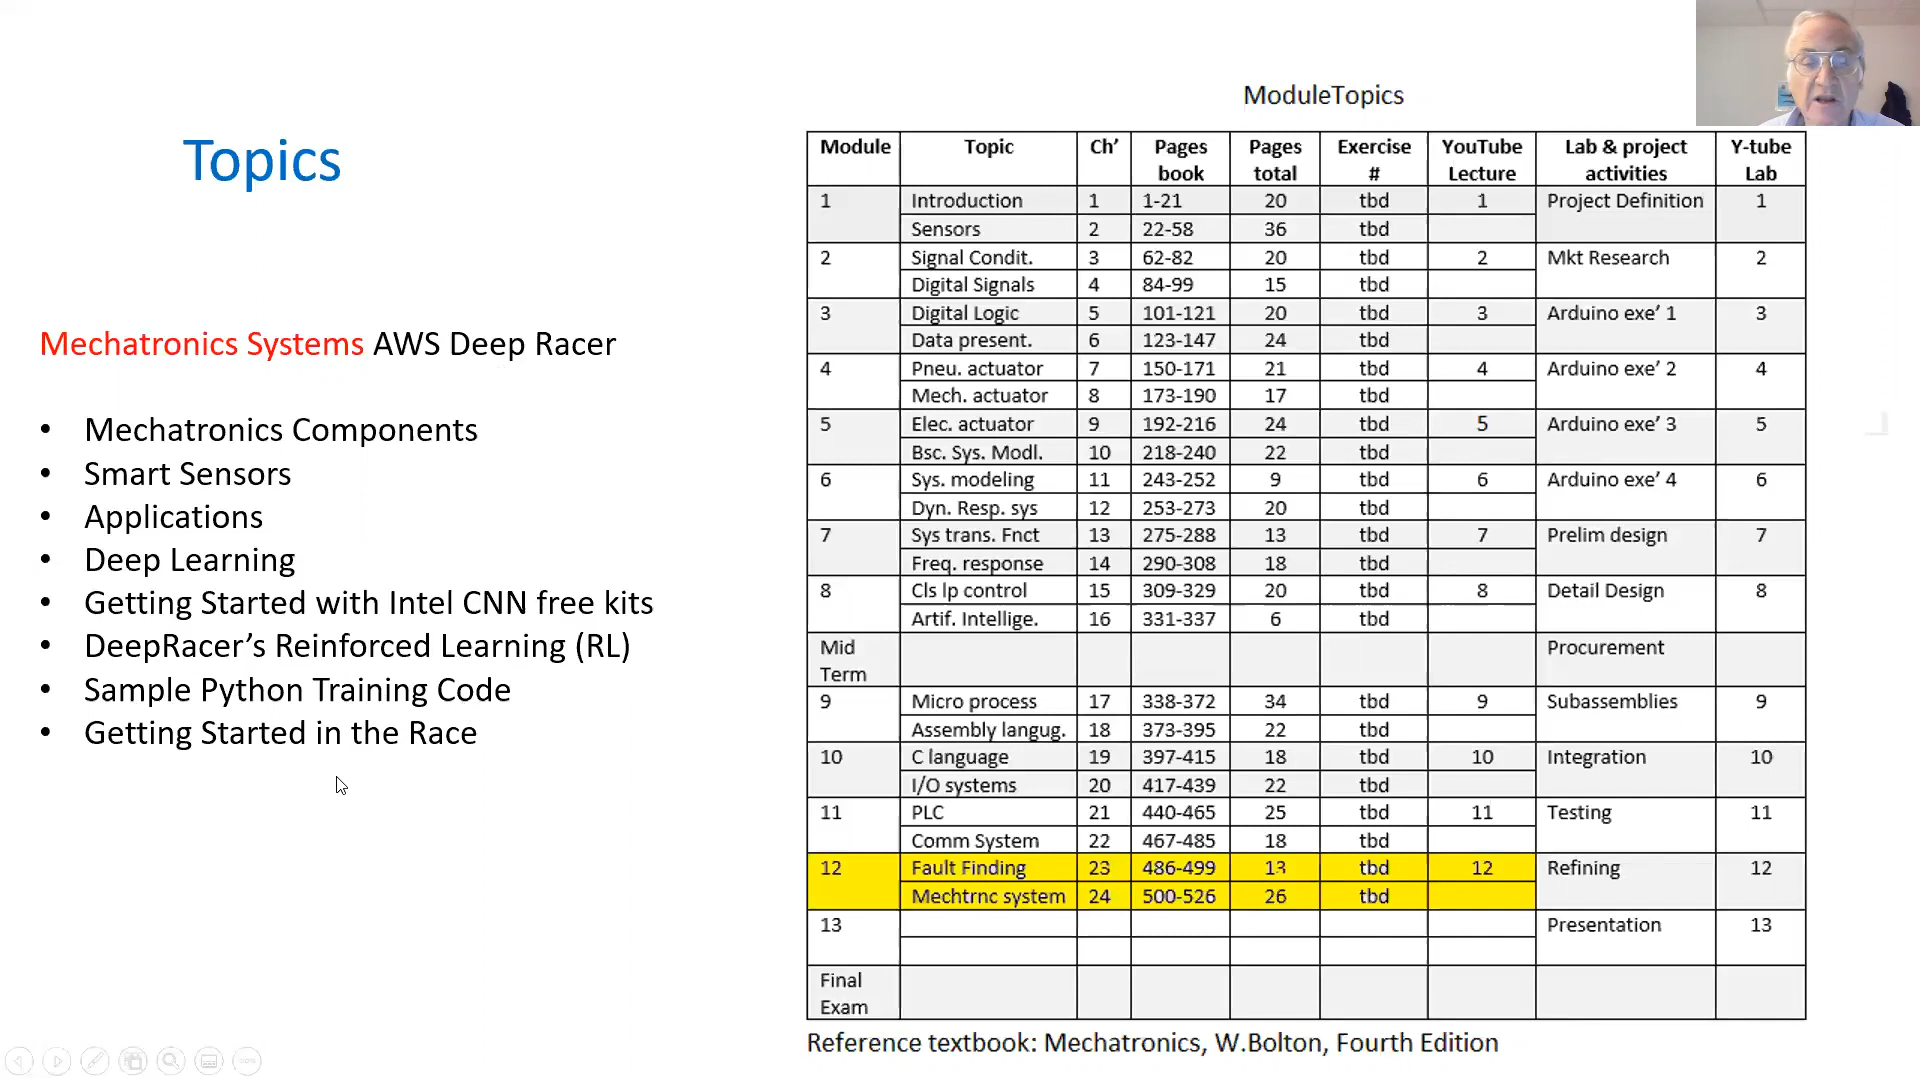 Topics
Mechatronics Systems AWS Deep Racer
• Mechatronics Components
• Smart Sensors
• Applications
• Deep Learning
• Getting Started with Intel CNN free kits
• DeepRacer’s Reinforced Learning (RL)
• Sample Python Training Code
• Getting Started in the Race
ModuleTopics
Module Topic Ch’ Pages book Pages total Exercise # YouTube Lecture Lab & project activities Y-tube Lab
1 Introduction 1 1-21 20 tbd 1 Project Definition 1
Sensors 2 22-58 36 tbd
2 Signal Condit. 3 62-82 20 tbd 2 Mkt Research 2
Digital Signals 4 84-99 15 tbd
3 Digital Logic 5 101-121 20 tbd 3 Arduino exe’ 1 3
Data present. 6 123-147 24 tbd
4 Pneu. actuator 7 150-171 21 tbd 4 Arduino exe’ 2 4
Mech. actuator 8 173-190 17 tbd
5 Elec. actuator 9 192-216 24 tbd 5 Arduino exe’ 3 5
Bsc. Sys. Modl. 10 218-240 22 tbd
6 Sys. modeling 11 243-252 9 tbd 6 Arduino exe’ 4 6
Dyn. Resp. sys 12 253-273 20 tbd
7 Sys trans. Fnct 13 275-288 13 tbd 7 Prelim design 7
Freq. response 14 290-308 18 tbd
8 Cls lp control 15 309-329 20 tbd 8 Detail Design 8
Artif. Intellige. 16 331-337 6 tbd
Mid Term Procurement
9 Micro process 17 338-372 34 tbd 9 Subassemblies 9
Assembly langug. 18 373-395 22 tbd
10 C language 19 397-415 18 tbd 10 Integration 10
I/O systems 20 417-439 22 tbd
11 PLC 21 440-465 25 tbd 11 Testing 11
Comm System 22 467-485 18 tbd
12 Fault Finding 23 486-499 13 tbd 12 Refining 12
Mechtrnc system 24 500-526 26 tbd
13 Presentation 13
Final Exam
Reference textbook: Mechatronics, W.Bolton, Fourth Edition